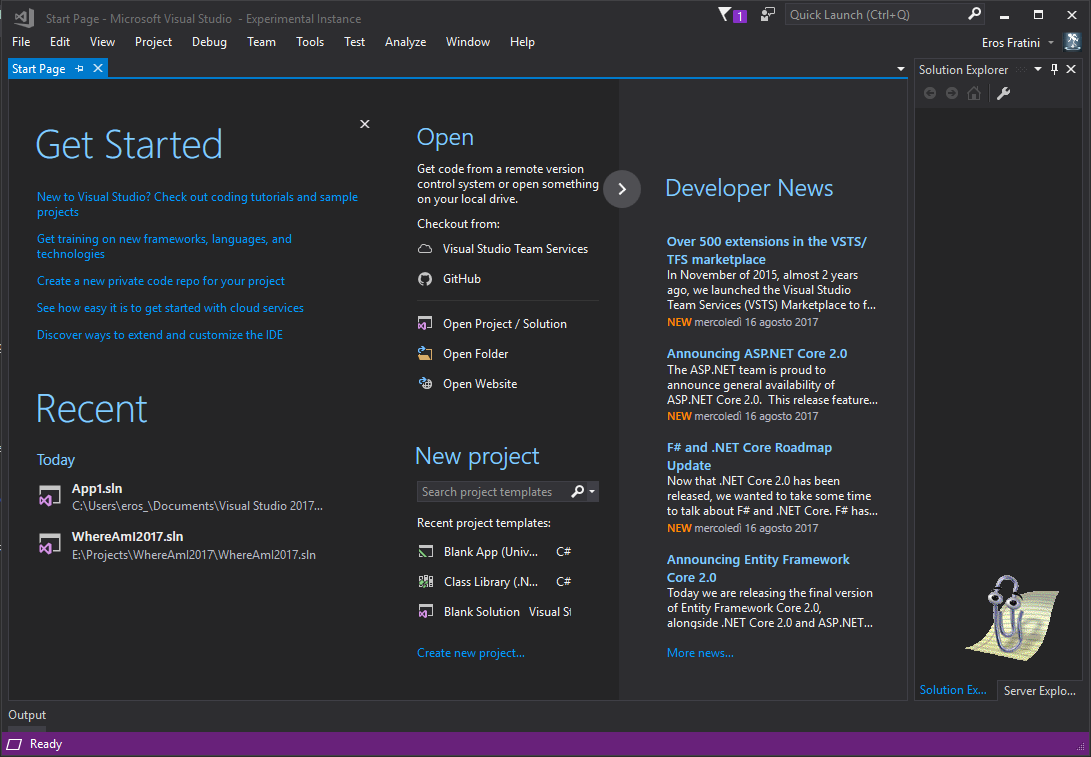 Start Page - Microsoft Visual Studio - Experimental Instance
1
Quick Launch (Ctrl+Q)
File Edit View Project Debug Team Tools Test Analyze Window Help
Eros Fratini
Start Page
Get Started
New to Visual Studio? Check out coding tutorials and sample
projects
Get training on new frameworks, languages, and
technologies
Create a new private code repo for your project
See how easy it is to get started with cloud services
Discover ways to extend and customize the IDE
Recent
Today
App1.sln
C:\Users\eros_\Documents\Visual Studio 2017...
WhereAmI2017.sln
E:\Projects\WhereAmI2017\WhereAmI2017.sln
Open
Get code from a remote version
control system or open something
on your local drive.
Checkout from:
Visual Studio Team Services
GitHub
Open Project / Solution
Open Folder
Open Website
New project
Search project templates
Recent project templates:
Blank App (Univ... C#
Class Library (.N... C#
Blank Solution Visual St
Create new project...
Developer News
Over 500 extensions in the VSTS/
TFS marketplace
In November of 2015, almost 2 years
ago, we launched the Visual Studio
Team Services (VSTS) Marketplace to f...
NEW mercoledì 16 agosto 2017
Announcing ASP.NET Core 2.0
The ASP.NET team is proud to
announce general availability of
ASP.NET Core 2.0. This release feature...
NEW mercoledì 16 agosto 2017
F# and .NET Core Roadmap
Update
Now that .NET Core 2.0 has been
released, we wanted to take some time
to talk about F# and .NET Core. F# has...
NEW mercoledì 16 agosto 2017
Announcing Entity Framework
Core 2.0
Today we are releasing the final version
of Entity Framework Core 2.0,
alongside .NET Core 2.0 and ASP.NET...
More news...
Solution Explorer
Solution Ex...
Server Explo...
Output
Ready